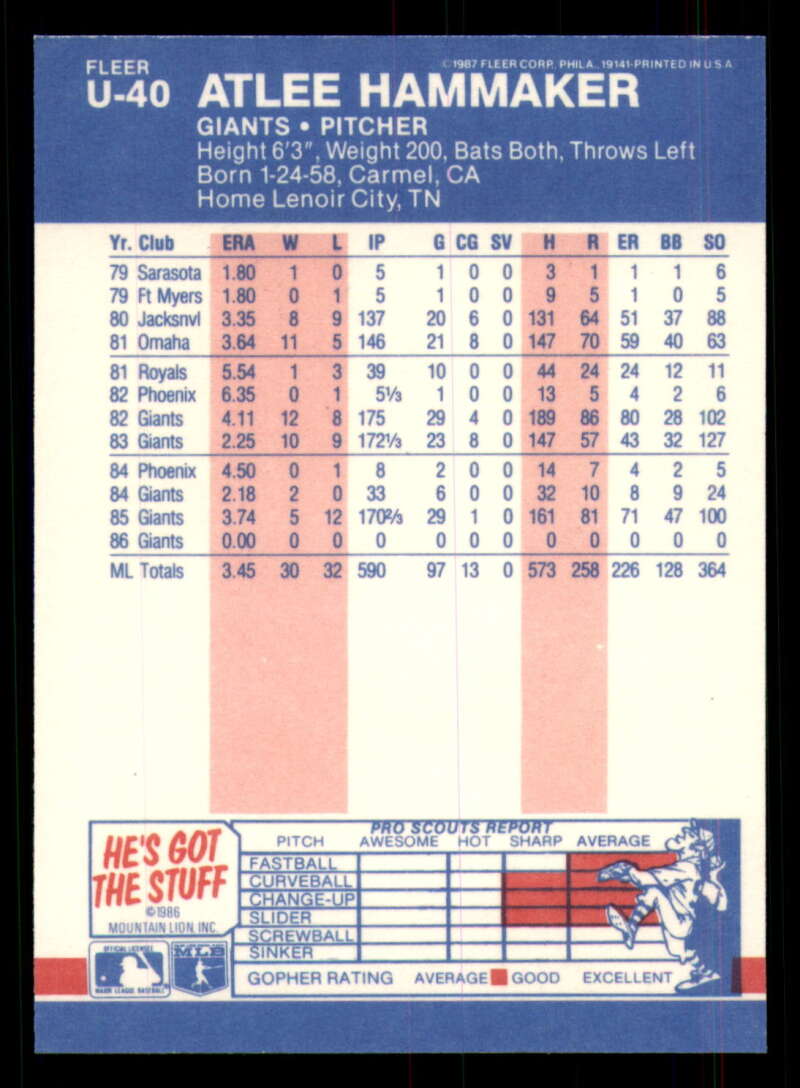 FLEER
©1987 FLEER CORP., PHILA., 19141-PRINTED IN U S A
U-40 ATLEE HAMMAKER
GIANTS • PITCHER
Height 6'3", Weight 200, Bats Both, Throws Left
Born 1-24-58, Carmel, CA
Home Lenoir City, TN
Yr. Club ERA W L IP G CG SV H R ER BB SO
79 Sarasota 1.80 1 0 5 1 0 0 3 1 1 1 6
79 Ft Myers 1.80 0 1 5 1 0 0 9 5 1 0 5
80 Jacksnvl 3.35 8 9 137 20 6 0 131 64 51 37 88
81 Omaha 3.64 11 5 146 21 8 0 147 70 59 40 63
81 Royals 5.54 1 3 39 10 0 0 44 24 24 12 11
82 Phoenix 6.35 0 1 5⅓ 1 0 0 13 5 4 2 6
82 Giants 4.11 12 8 175 29 4 0 189 86 80 28 102
83 Giants 2.25 10 9 172⅓ 23 8 0 147 57 43 32 127
84 Phoenix 4.50 0 1 8 2 0 0 14 7 4 2 5
84 Giants 2.18 2 0 33 6 0 0 32 10 8 9 24
85 Giants 3.74 5 12 170⅔ 29 1 0 161 81 71 47 100
86 Giants 0.00 0 0 0 0 0 0 0 0 0 0 0
ML Totals 3.45 30 32 590 97 13 0 573 258 226 128 364
HE'S GOT
THE STUFF
©1986
MOUNTAIN LION, INC.
PRO SCOUTS REPORT
PITCH AWESOME HOT SHARP AVERAGE
FASTBALL
CURVEBALL
CHANGE-UP
SLIDER
SCREWBALL
SINKER
GOPHER RATING AVERAGE GOOD EXCELLENT
OFFICIAL LICENSEE
MAJOR LEAGUE BASEBALL